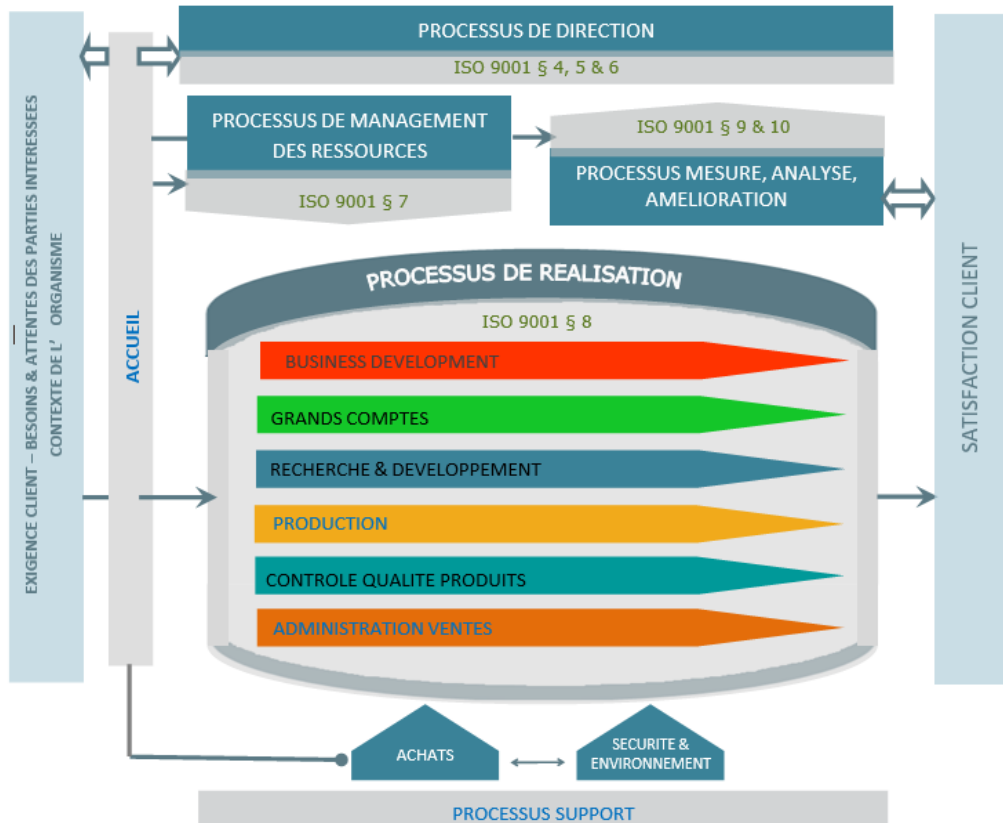 PROCESSUS DE DIRECTION
ISO 9001 § 4, 5 & 6
PROCESSUS DE MANAGEMENT
DES RESSOURCES
ISO 9001 § 7
ISO 9001 § 9 & 10
PROCESSUS MESURE, ANALYSE,
AMELIORATION
EXIGENCE CLIENT – BESOINS & ATTENTES DES PARTIES INTERESSEES
CONTEXTE DE L' ORGANISME
ACCUEIL
PROCESSUS DE REALISATION
ISO 9001 § 8
BUSINESS DEVELOPMENT
GRANDS COMPTES
RECHERCHE & DEVELOPPEMENT
PRODUCTION
CONTROLE QUALITE PRODUITS
ADMINISTRATION VENTES
SATISFACTION CLIENT
ACHATS
SECURITE &
ENVIRONNEMENT
PROCESSUS SUPPORT